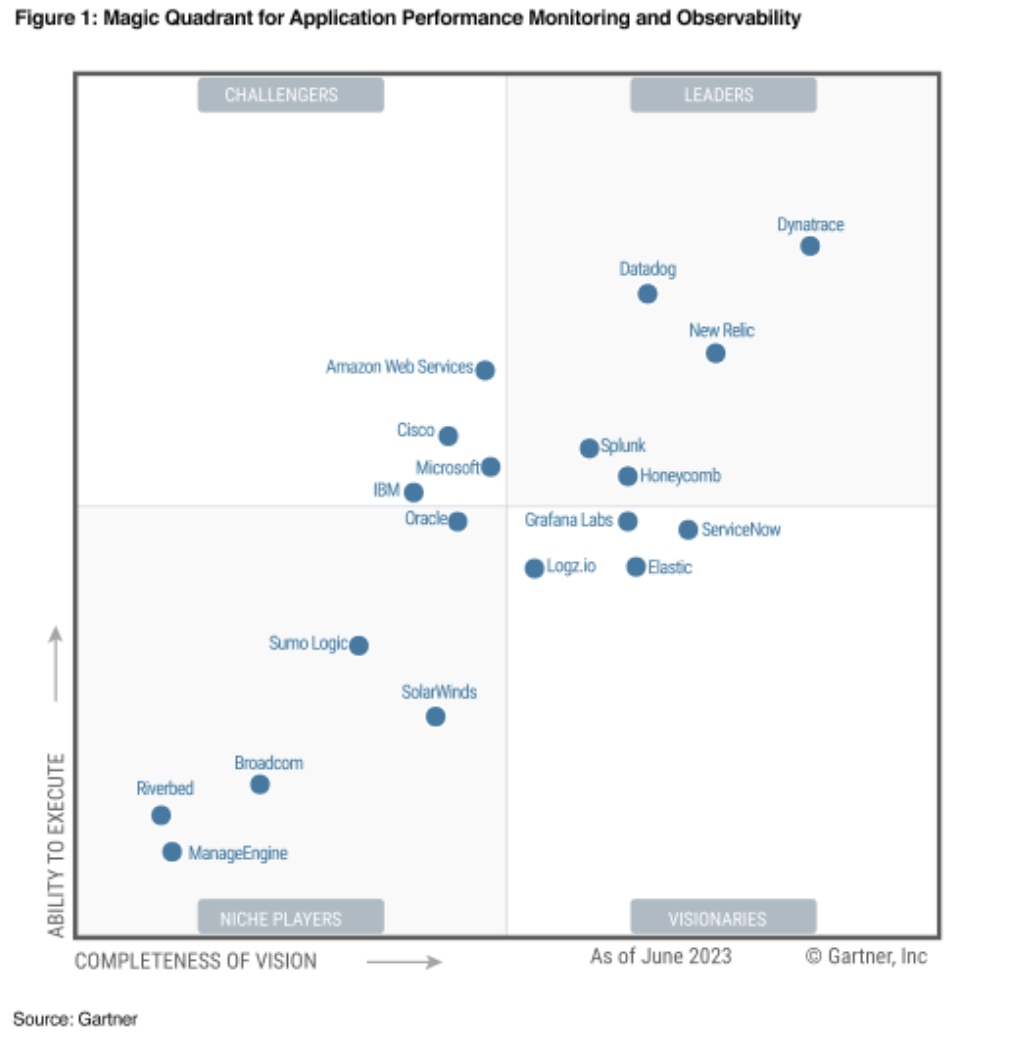 Figure 1: Magic Quadrant for Application Performance Monitoring and Observability
CHALLENGERS
LEADERS
Dynatrace
Datadog
New Relic
Amazon Web Services
Cisco
Splunk
Microsoft
Honeycomb
IBM
Oracle
Grafana Labs
ServiceNow
Logz.io
Elastic
Sumo Logic
SolarWinds
Broadcom
Riverbed
ManageEngine
ABILITY TO EXECUTE
NICHE PLAYERS
VISIONARIES
COMPLETENESS OF VISION
As of June 2023
© Gartner, Inc
Source: Gartner